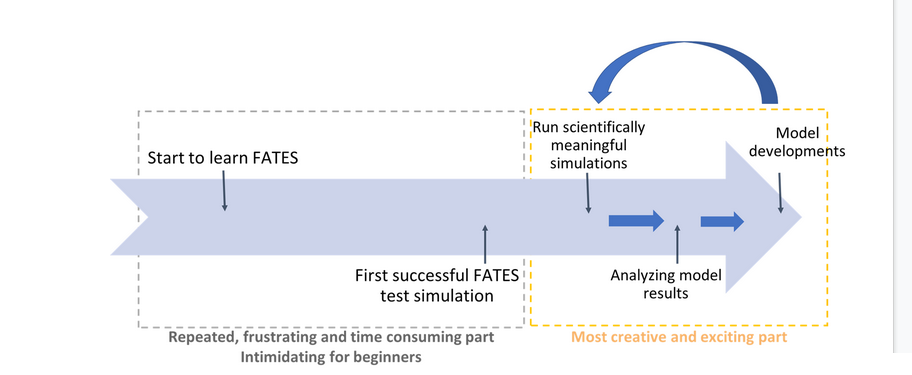 Start to learn FATES
First successful FATES
test simulation
Repeated, frustrating and time consuming part
Intimidating for beginners
Run scientifically
meaningful
simulations
Analyzing model
results
Model
developments
Most creative and exciting part